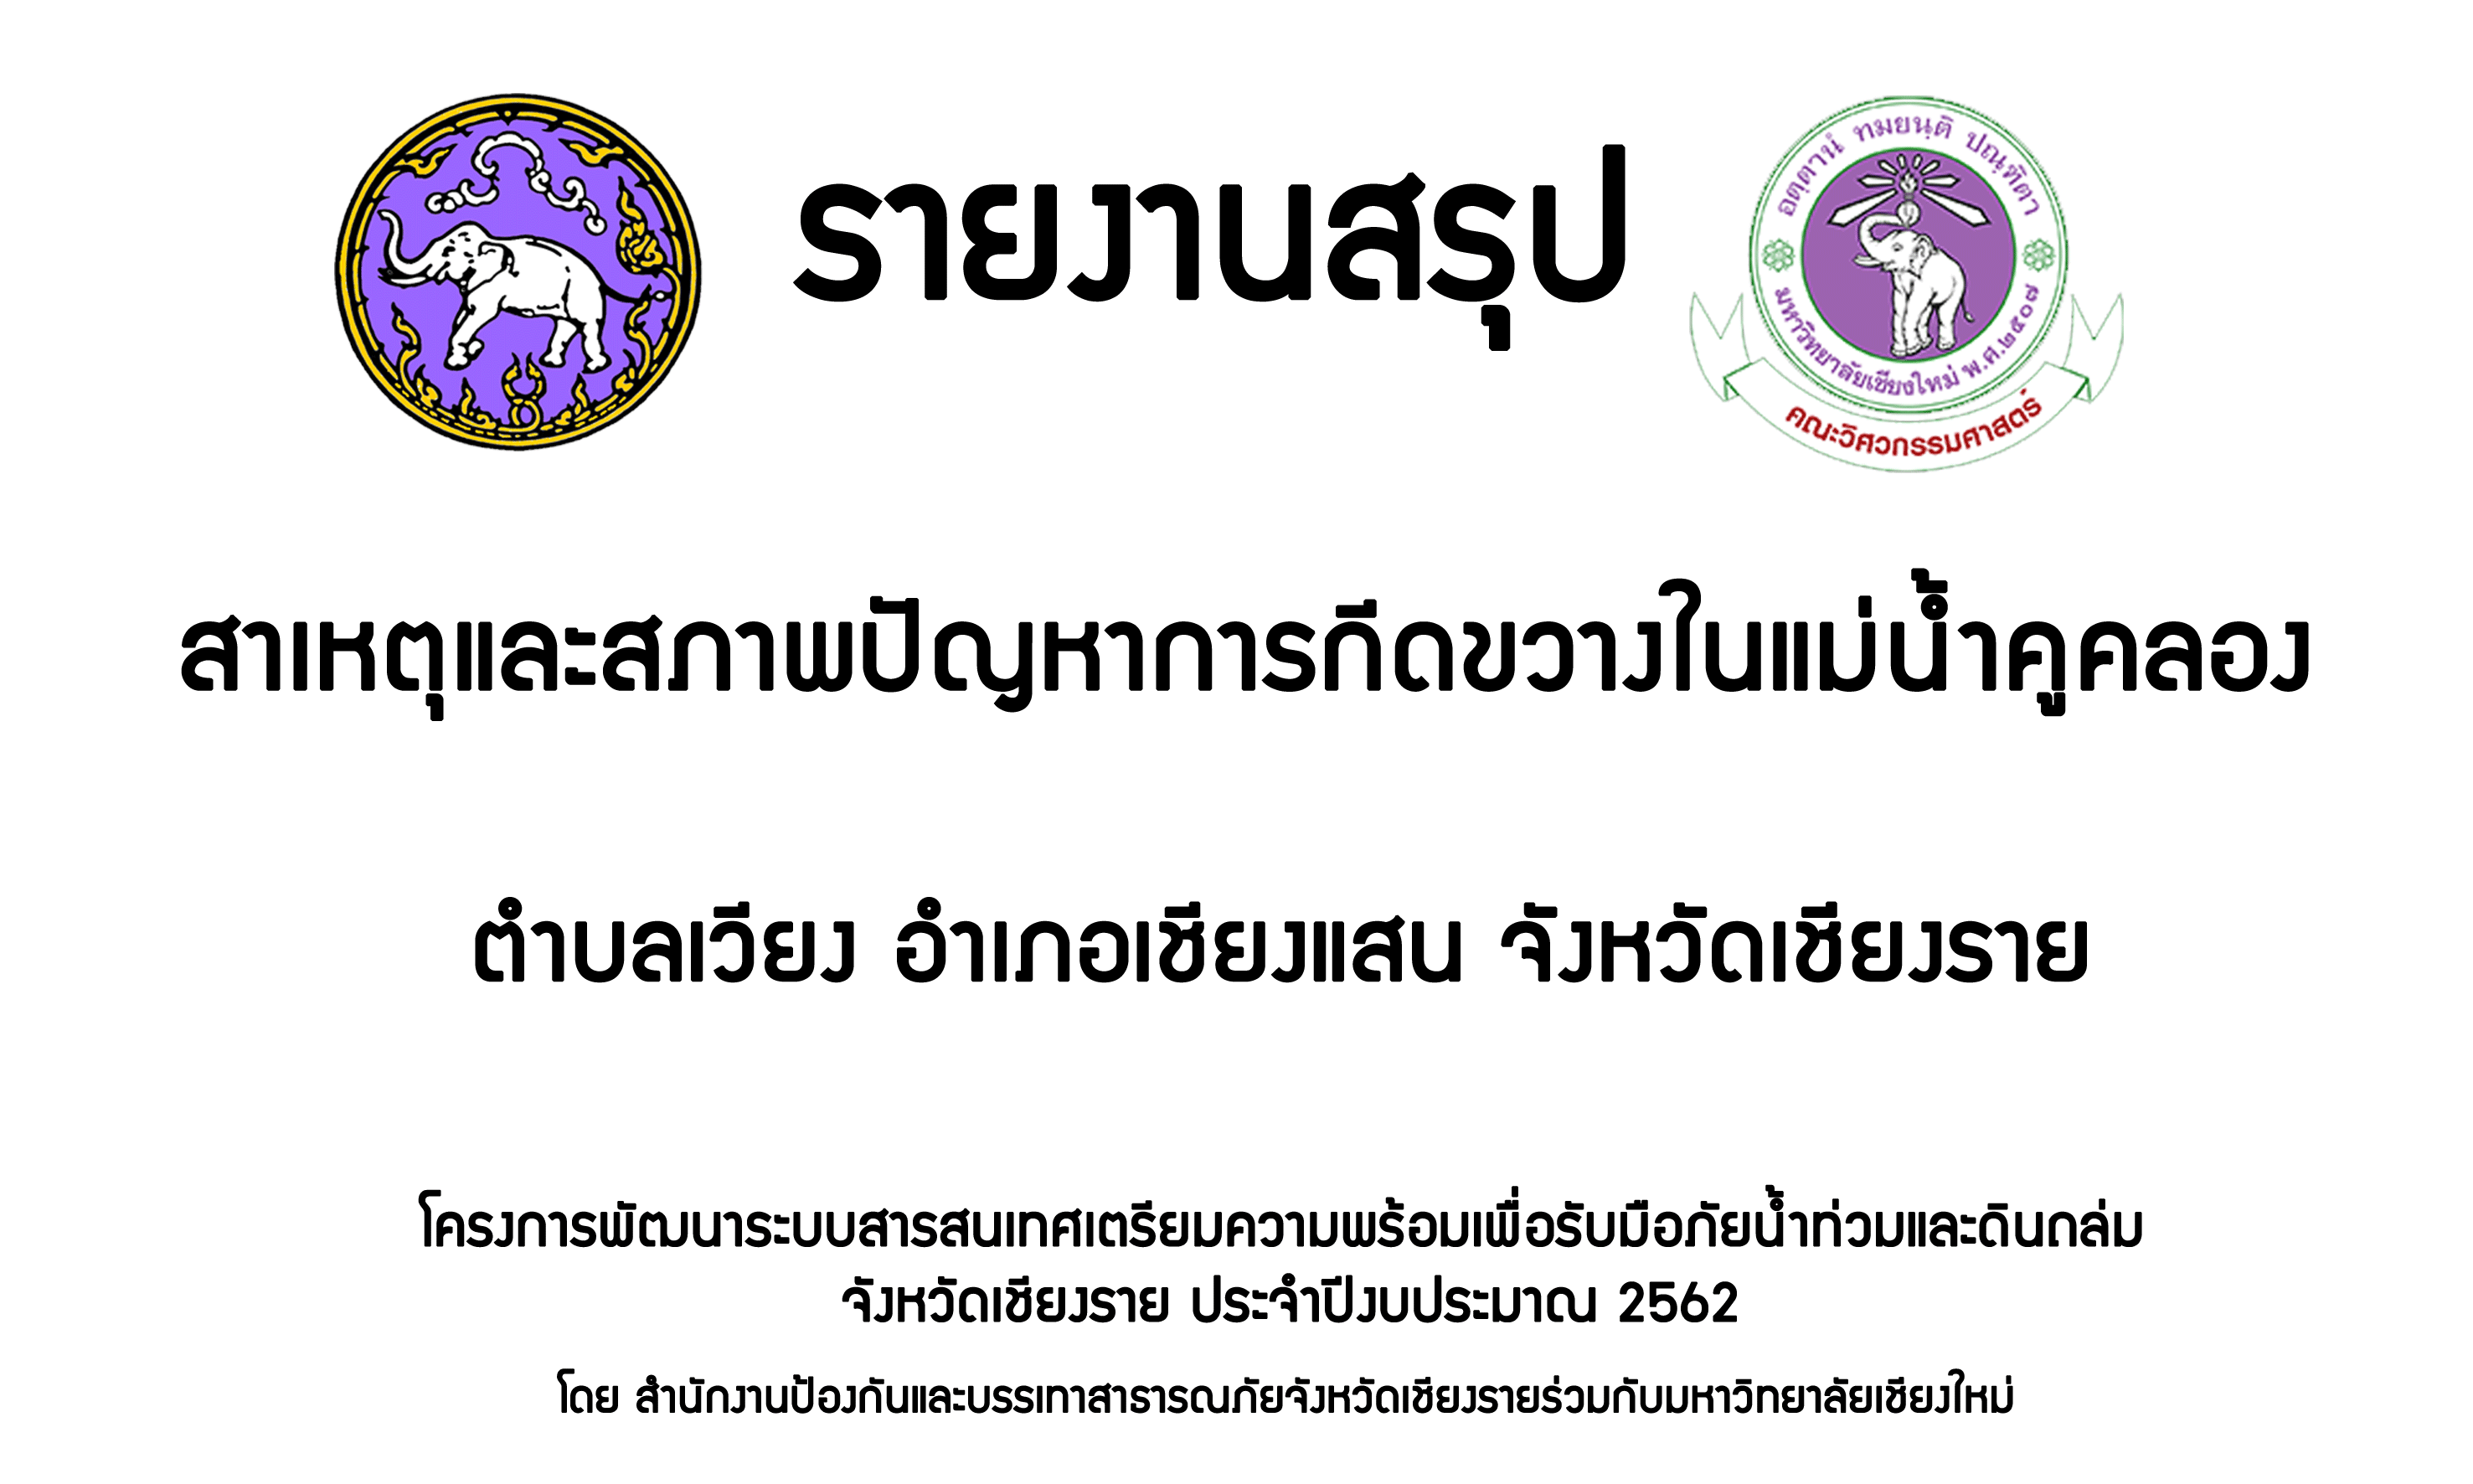 รายงานสรุป
อตฺตานํ ทมยนฺติ ปณฺฑิตา
มหาวิทยาลัยเชียงใหม่ พ.ศ.๒๕๐๗
คณะวิศวกรรมศาสตร์
สาเหตุและสภาพปัญหาการกีดขวางในแม่น้ำคูคลอง
ตำบลเวียง อำเภอเชียงแสน จังหวัดเชียงราย
โครงการพัฒนาระบบสารสนเทศเตรียมความพร้อมเพื่อรับมือภัยน้ำท่วมและดินถล่ม
จังหวัดเชียงราย ประจำปีงบประมาณ 2562
โดย สำนักงานป้องกันและบรรเทาสาธารณภัยจังหวัดเชียงรายร่วมกับมหาวิทยาลัยเชียงใหม่